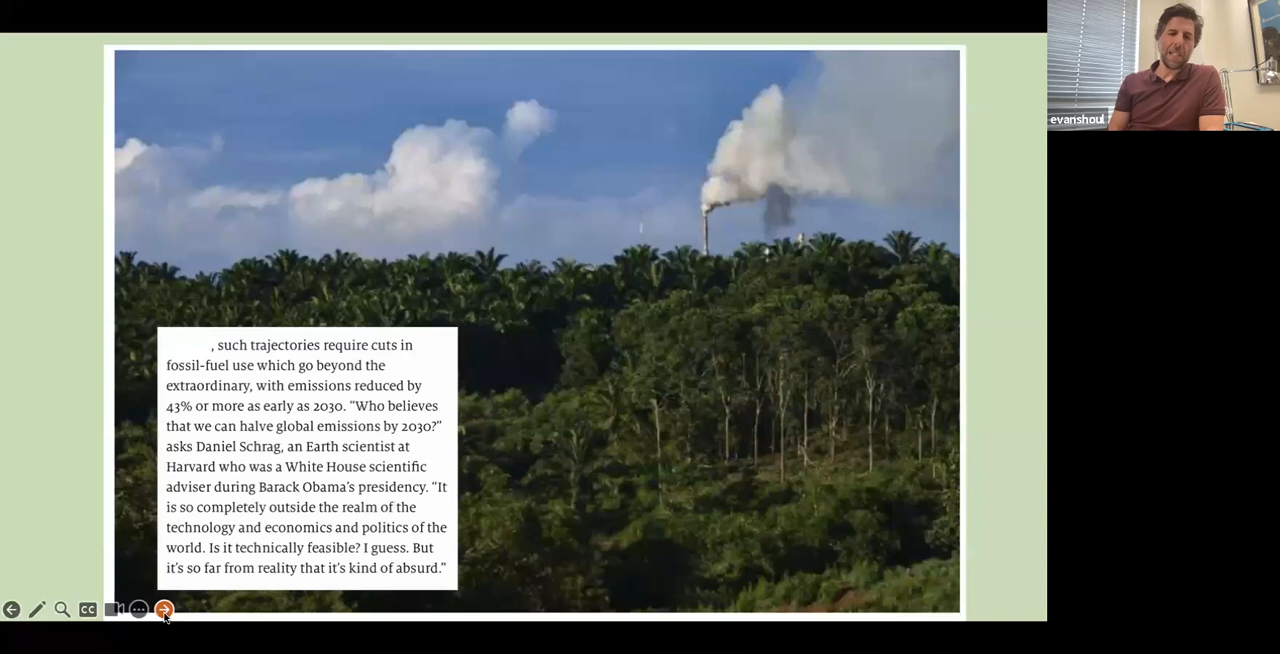 , such trajectories require cuts in
fossil-fuel use which go beyond the
extraordinary, with emissions reduced by
43% or more as early as 2030. “Who believes
that we can halve global emissions by 2030?”
asks Daniel Schrag, an Earth scientist at
Harvard who was a White House scientific
adviser during Barack Obama’s presidency. “It
is so completely outside the realm of the
technology and economics and politics of the
world. Is it technically feasible? I guess. But
it’s so far from reality that it’s kind of absurd.”
evanshoul
CC